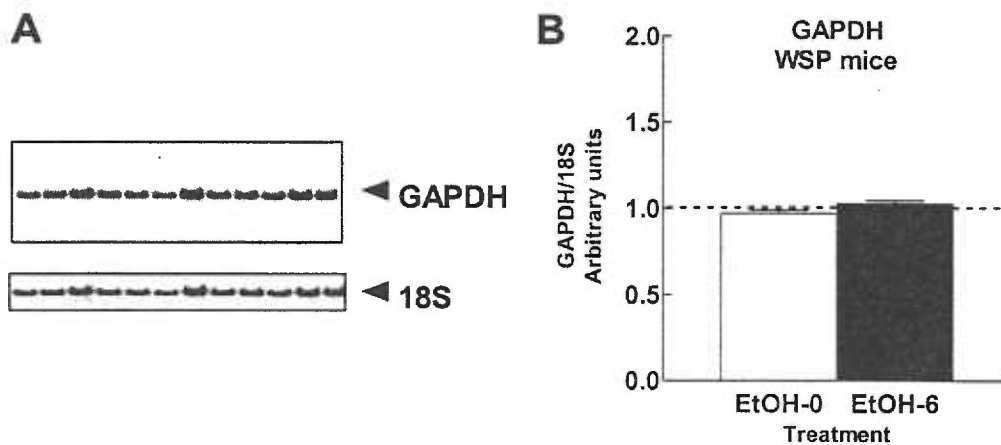 A
GAPDH
18S
B
GAPDH
WSP mice
GAPDH/18S
Arbitrary units
2.0
1.5
1.0
0.5
0.0
EtOH-0 EtOH-6
Treatment